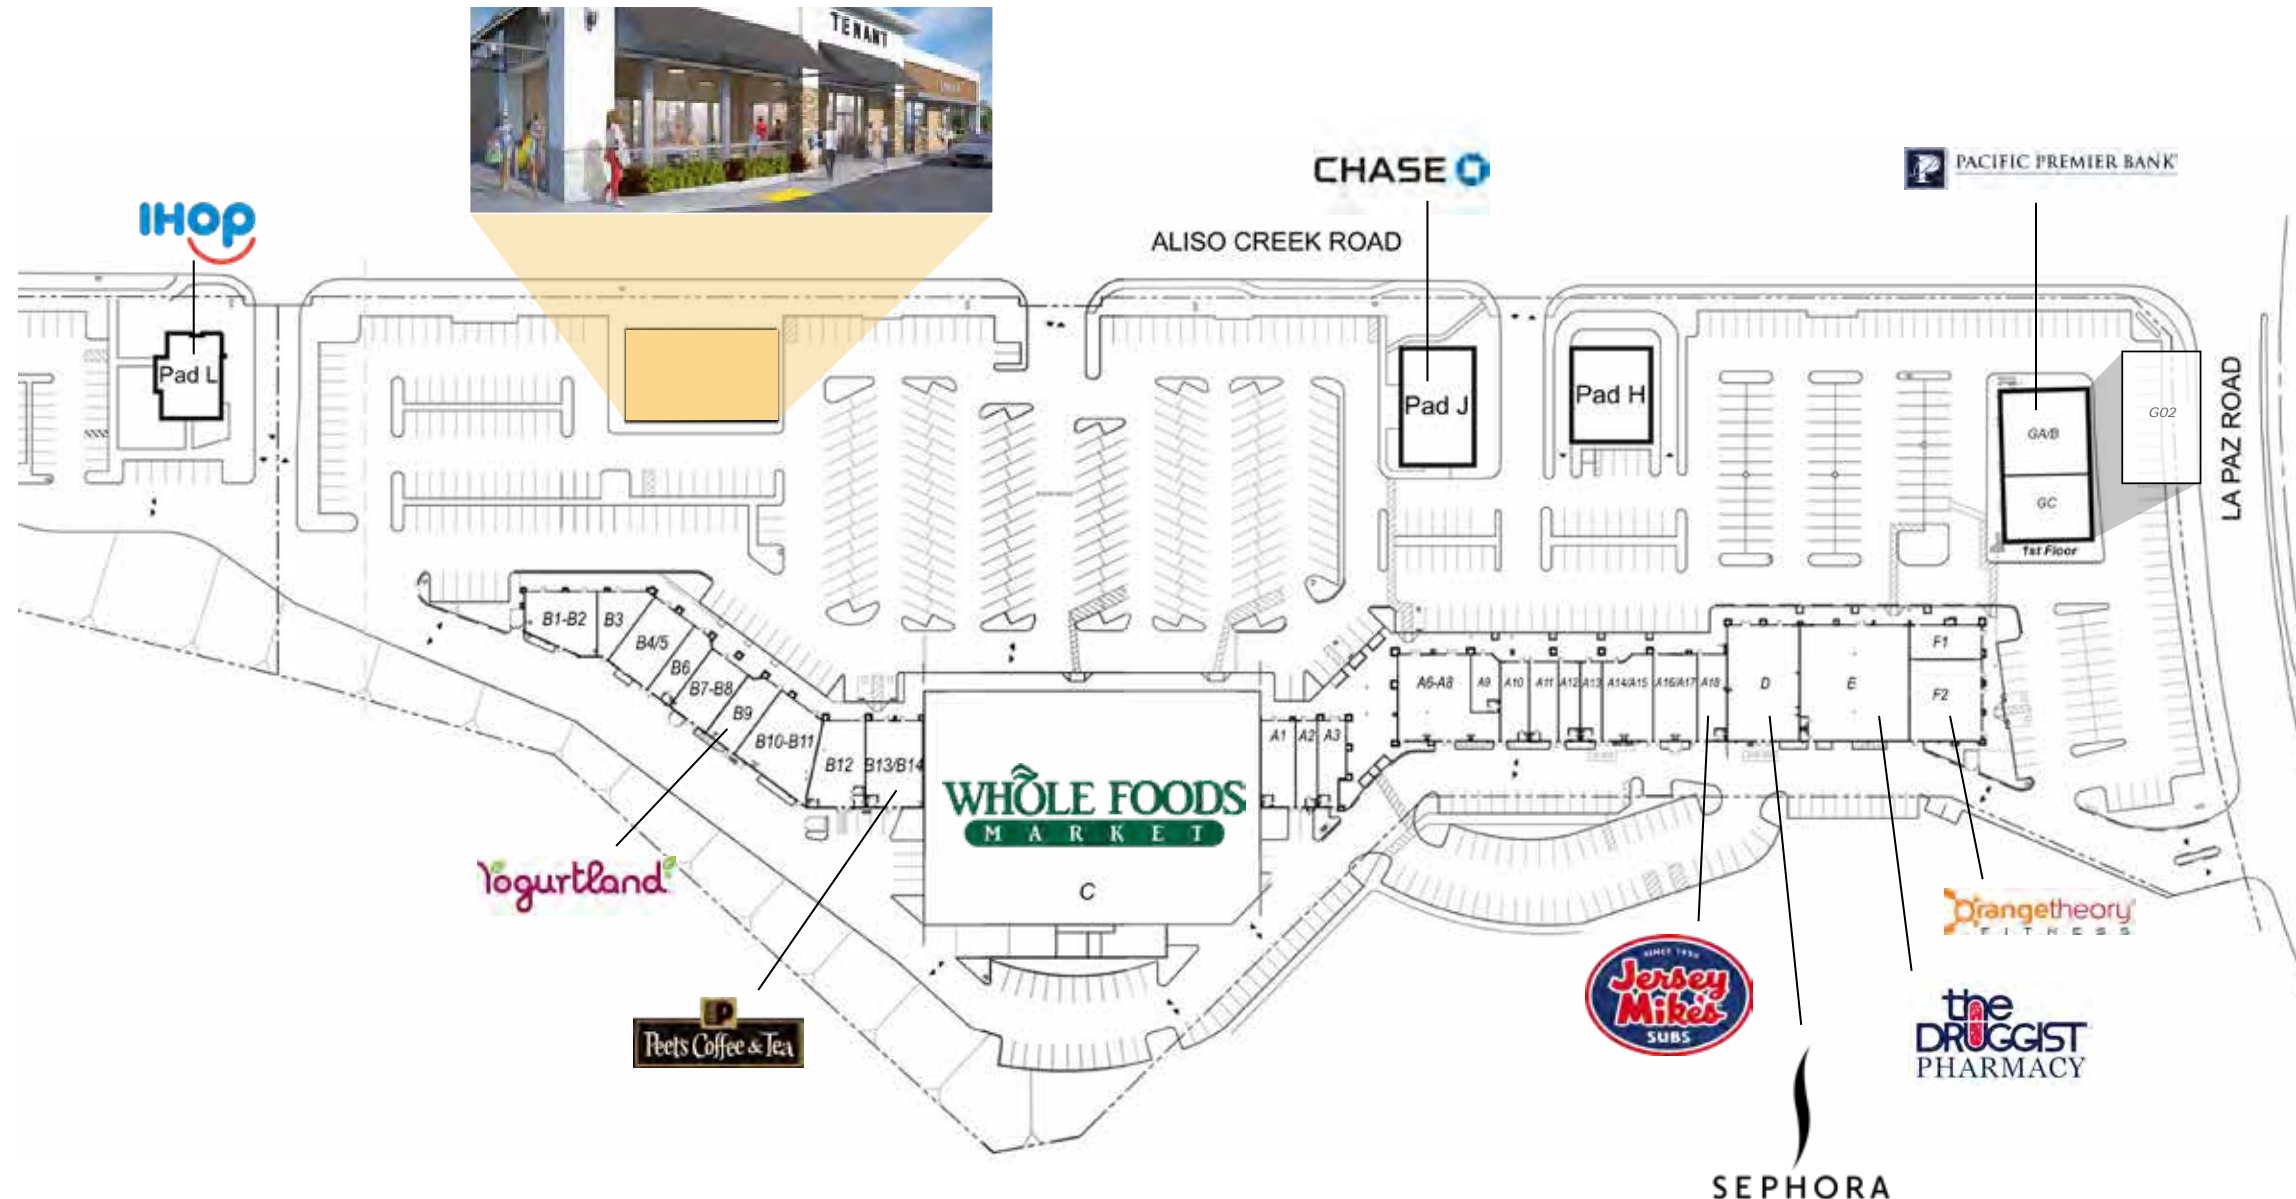 TENANT
CHASE
PACIFIC PREMIER BANK
IHOP
ALISO CREEK ROAD
LA PAZ ROAD
Pad L
Pad J
Pad H
GA/B
GC
1st Floor
G02
B1-B2
B3
B4/5
B6
B7-B8
B9
B10-B11
B12
B13/B14
A1
A2
A3
A6-A8
A9
A10
A11
A12
A13
A14/A15
A16/A17
A18
D
E
F1
F2
WHOLE FOODS
MARKET
C
Yogurtland
Peet's Coffee & Tea
SINCE 1956
Jersey
Mike's
SUBS
Orangetheory
FITNESS
the
DRUGGIST
PHARMACY
SEPHORA